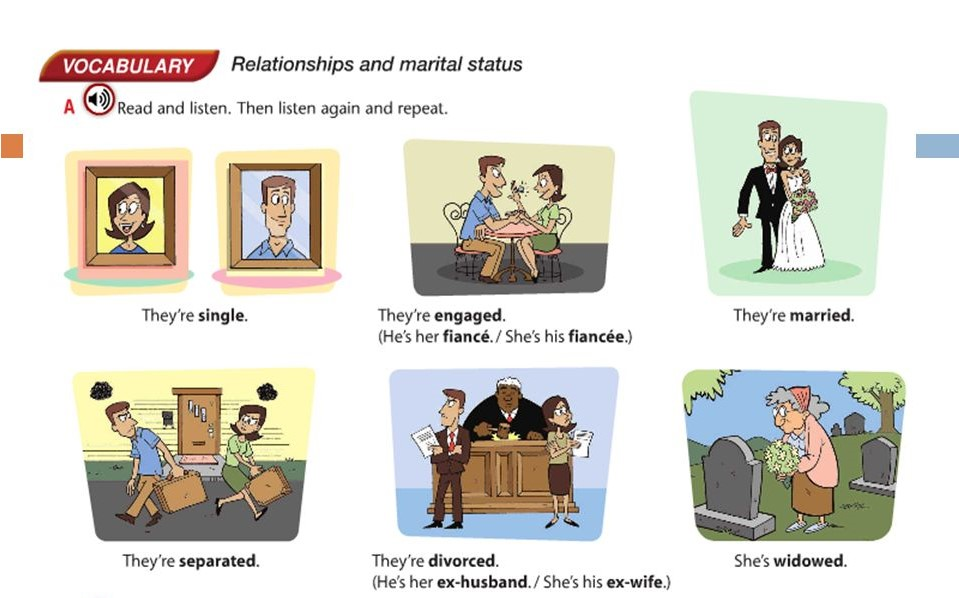 VOCABULARY Relationships and marital status
A Read and listen. Then listen again and repeat.
They're single.
They're engaged.
(He's her fiancé. / She's his fiancée.)
They're married.
They're separated.
They're divorced.
(He's her ex-husband. / She's his ex-wife.)
She's widowed.